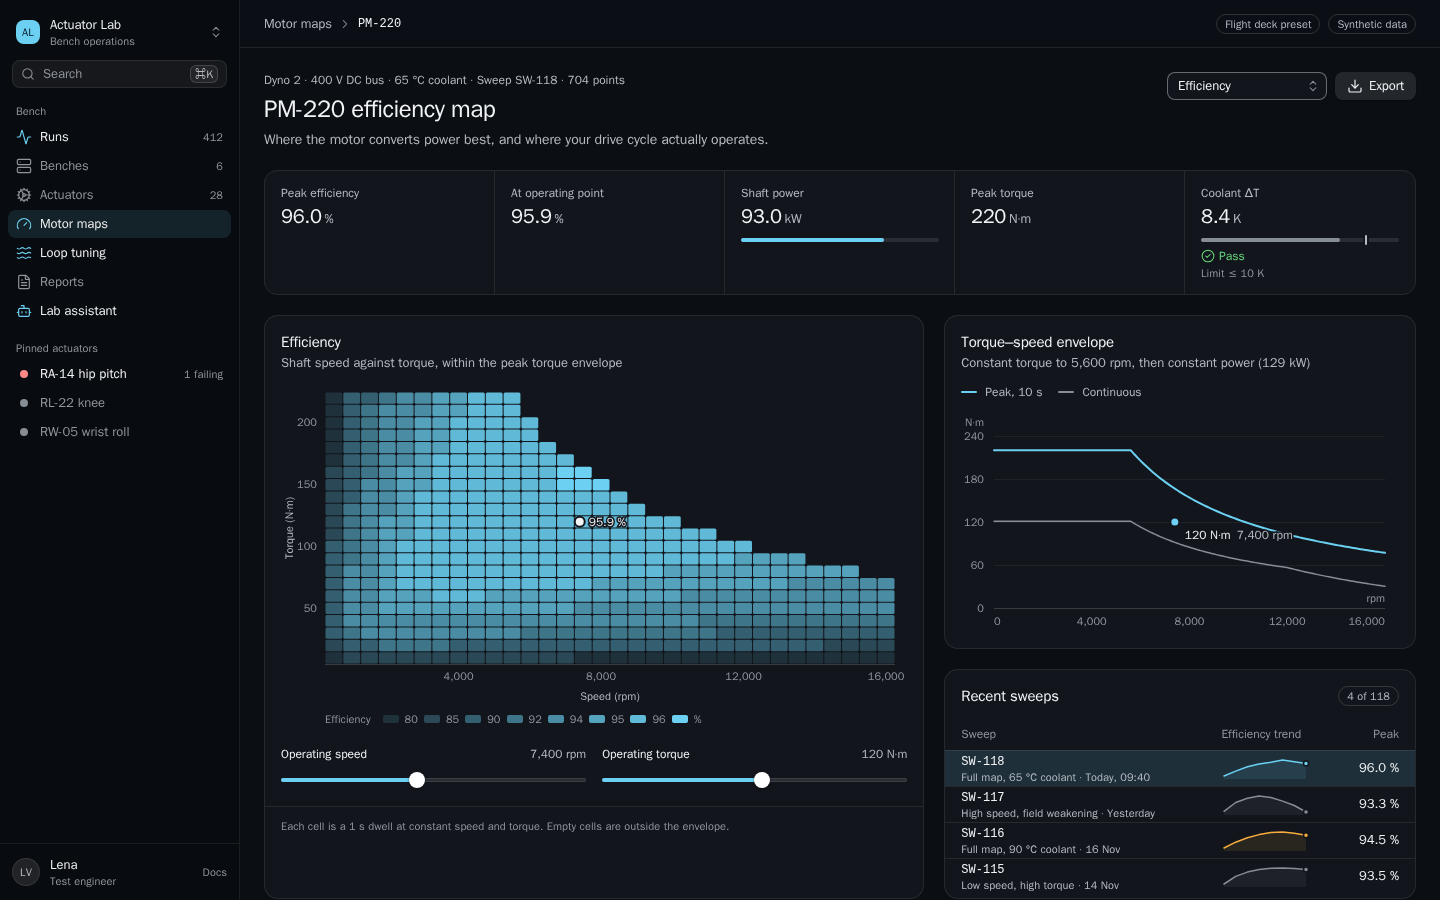 AL
Actuator Lab
Bench operations
Search
⌘K
Bench
Runs
412
Benches
6
Actuators
28
Motor maps
Loop tuning
Reports
Lab assistant
Pinned actuators
RA-14 hip pitch
1 failing
RL-22 knee
RW-05 wrist roll
LV
Lena
Test engineer
Docs
Motor maps
PM-220
Flight deck preset
Synthetic data
Dyno 2 · 400 V DC bus · 65 °C coolant · Sweep SW-118 · 704 points
PM-220 efficiency map
Where the motor converts power best, and where your drive cycle actually operates.
Efficiency
Export
Peak efficiency
96.0 %
At operating point
95.9 %
Shaft power
93.0 kW
Peak torque
220 N·m
Coolant ΔT
8.4 K
Pass
Limit ≤ 10 K
Efficiency
Shaft speed against torque, within the peak torque envelope
Torque (N·m)
200
150
100
50
95.9 %
4,000
8,000
12,000
16,000
Speed (rpm)
Efficiency
80
85
90
92
94
95
96
%
Operating speed
7,400 rpm
Operating torque
120 N·m
Each cell is a 1 s dwell at constant speed and torque. Empty cells are outside the envelope.
Torque–speed envelope
Constant torque to 5,600 rpm, then constant power (129 kW)
Peak, 10 s
Continuous
N·m
240
180
120
60
0
120 N·m 7,400 rpm
rpm
0
4,000
8,000
12,000
16,000
Recent sweeps
4 of 118
Sweep
Efficiency trend
Peak
SW-118
Full map, 65 °C coolant · Today, 09:40
96.0 %
SW-117
High speed, field weakening · Yesterday
93.3 %
SW-116
Full map, 90 °C coolant · 16 Nov
94.5 %
SW-115
Low speed, high torque · 14 Nov
93.5 %